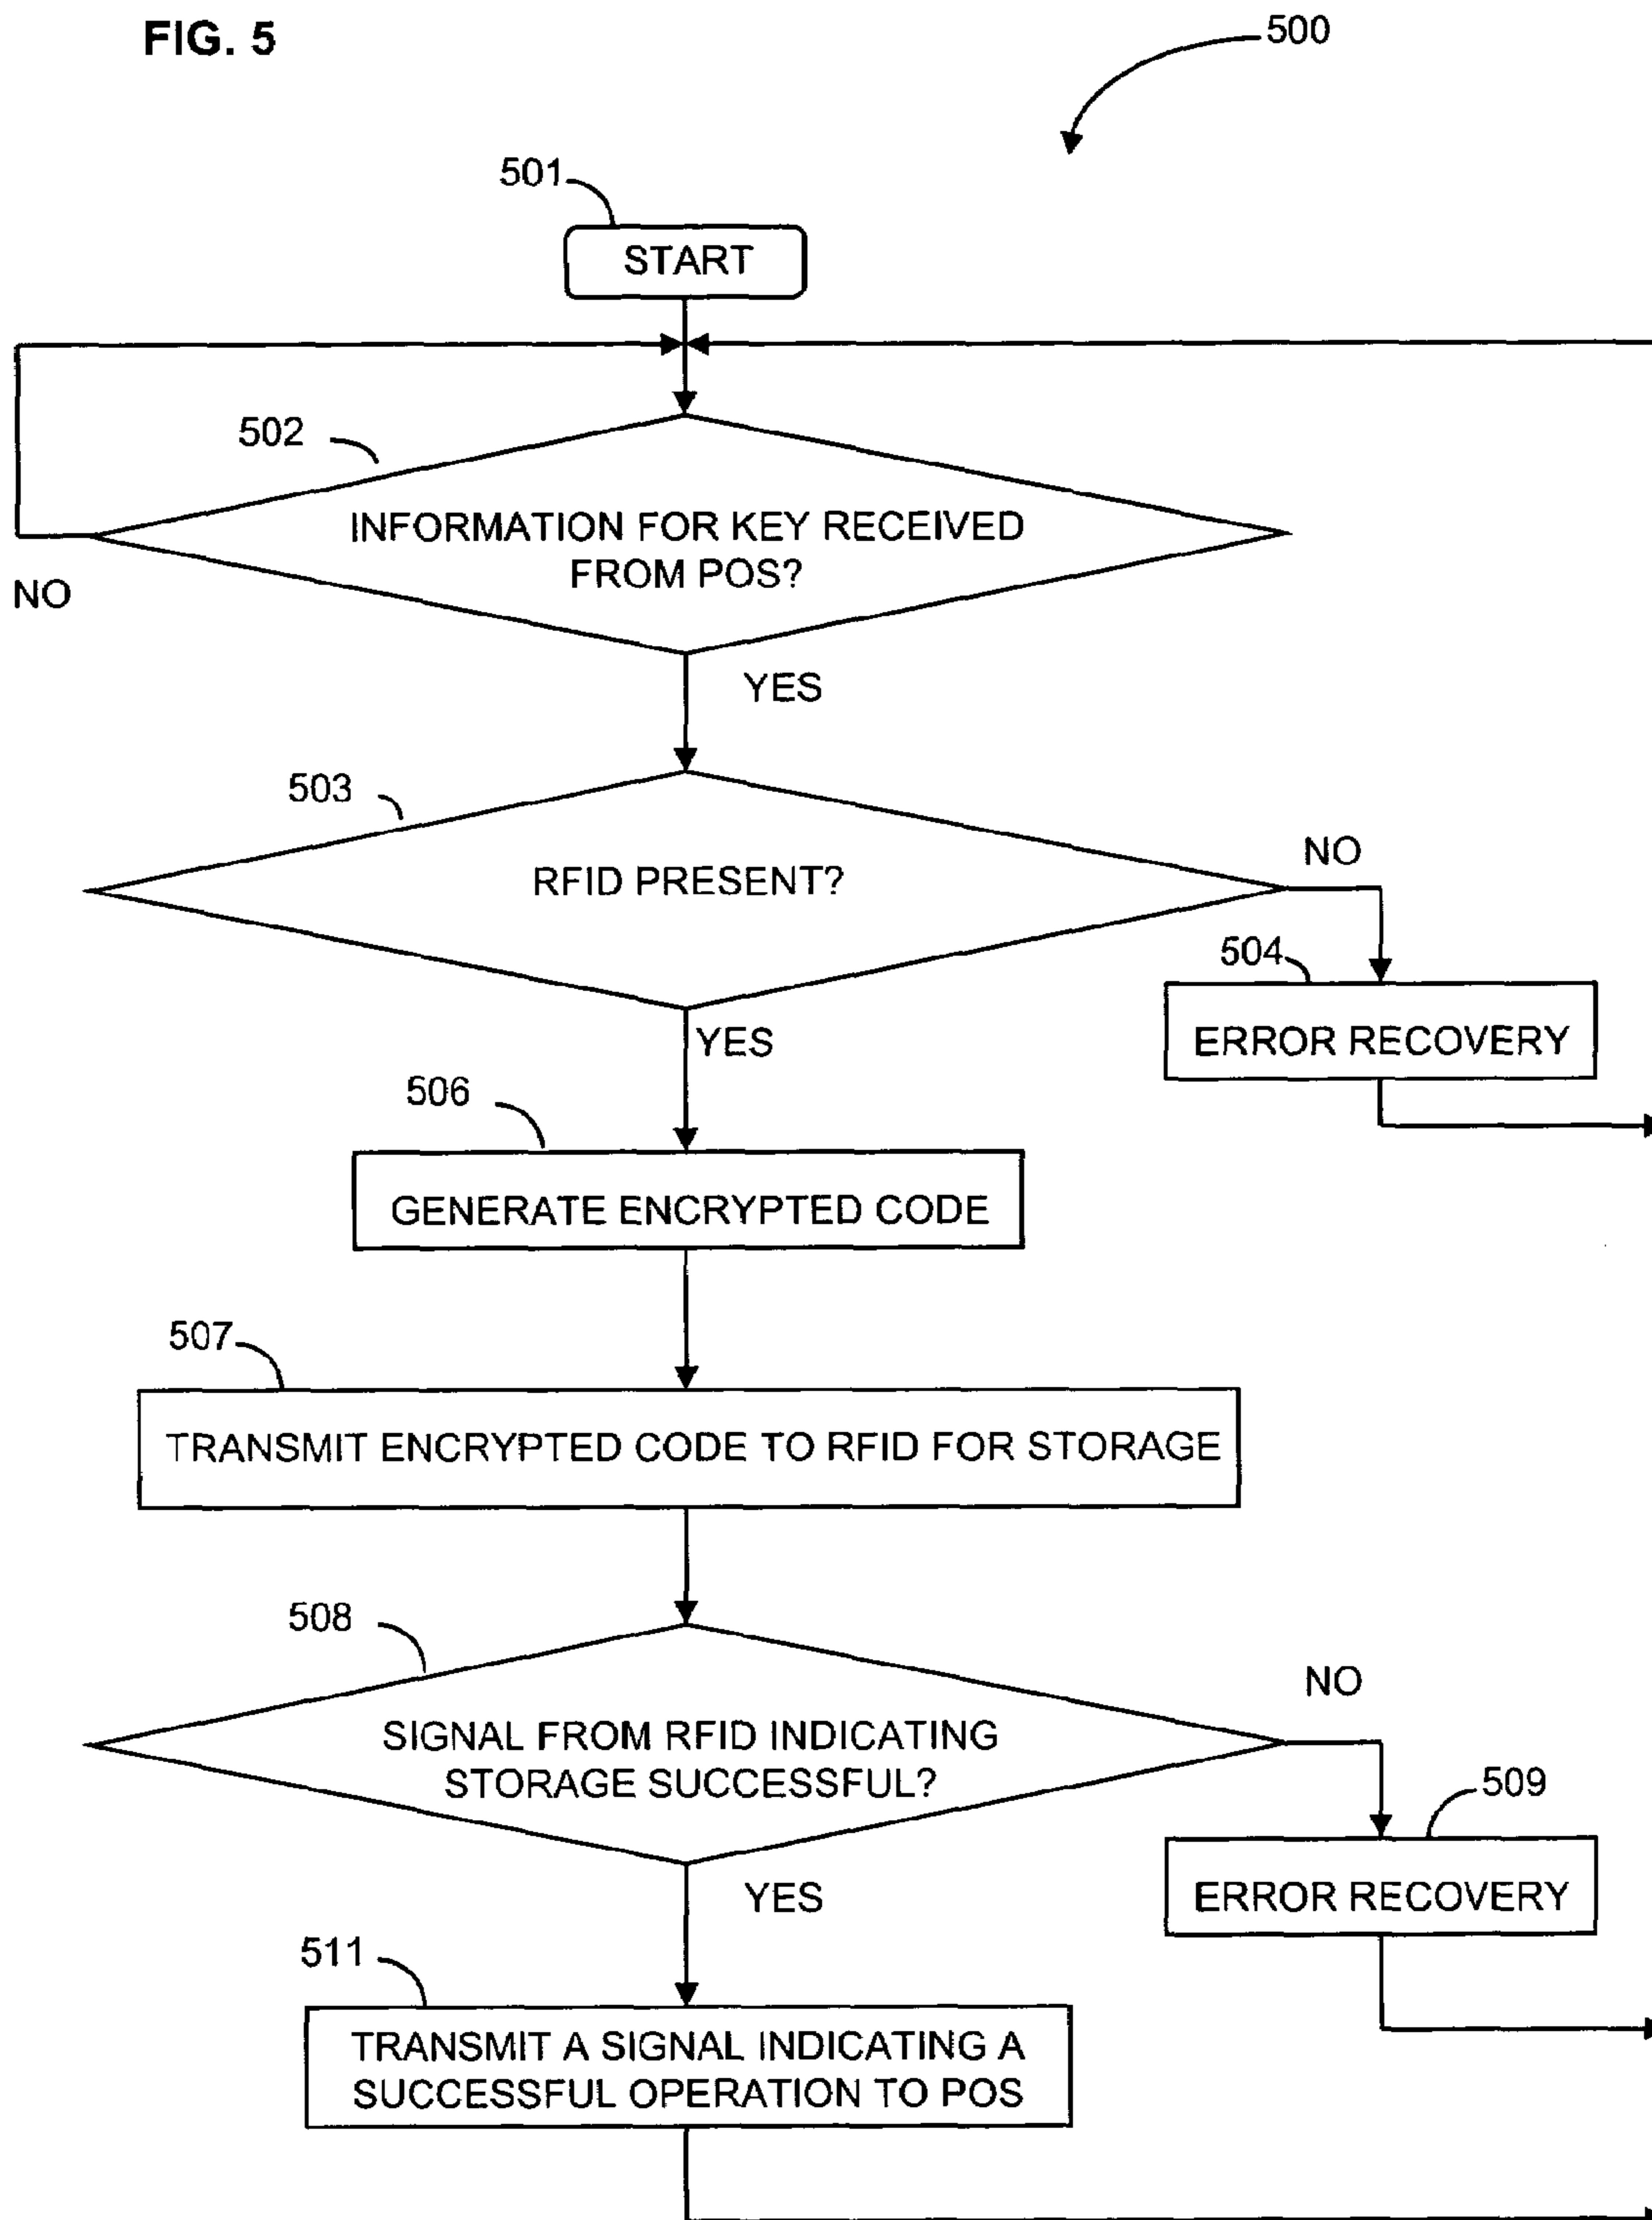 FIG. 5
500
501
START
502
INFORMATION FOR KEY RECEIVED
FROM POS?
NO
YES
503
RFID PRESENT?
NO
504
ERROR RECOVERY
YES
506
GENERATE ENCRYPTED CODE
507
TRANSMIT ENCRYPTED CODE TO RFID FOR STORAGE
508
SIGNAL FROM RFID INDICATING
STORAGE SUCCESSFUL?
NO
509
ERROR RECOVERY
YES
511
TRANSMIT A SIGNAL INDICATING A
SUCCESSFUL OPERATION TO POS